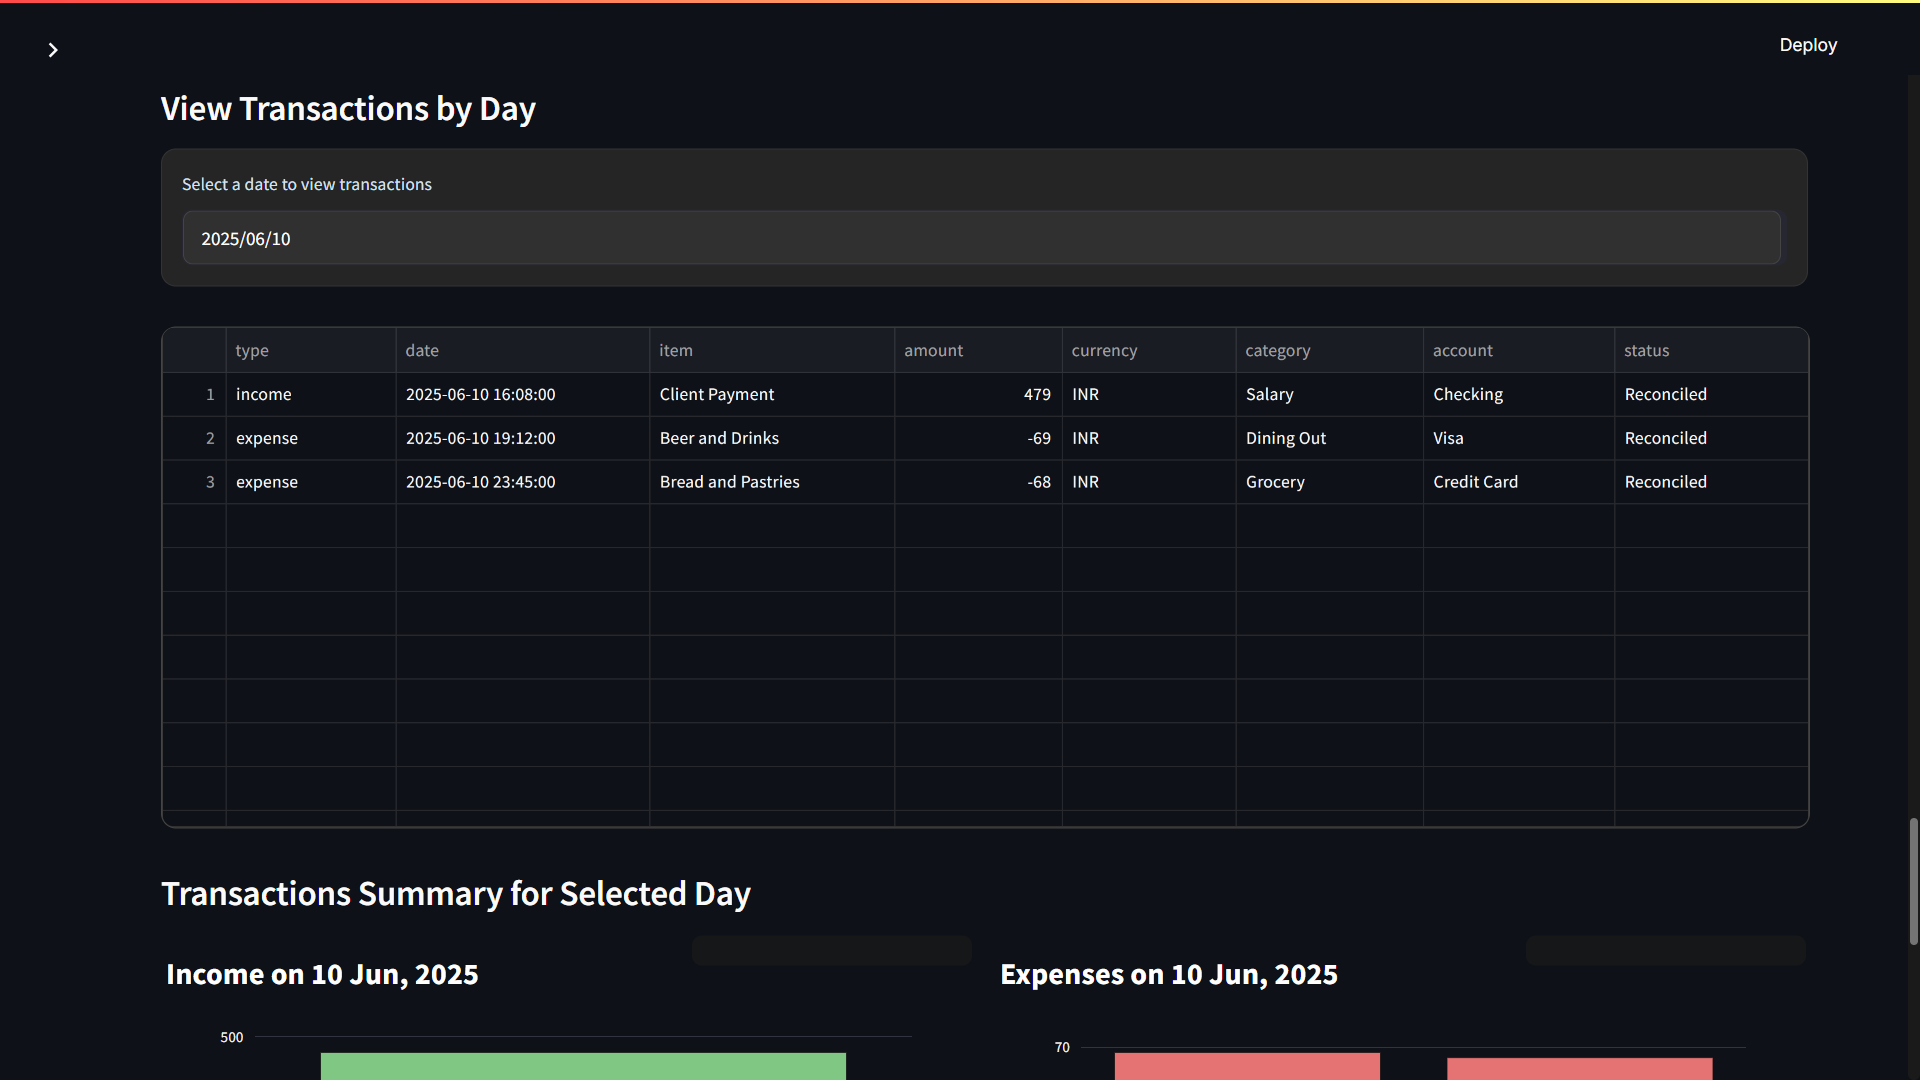 Deploy
View Transactions by Day
Select a date to view transactions
2025/06/10
type date item amount currency category account status
1 income 2025-06-10 16:08:00 Client Payment 479 INR Salary Checking Reconciled
2 expense 2025-06-10 19:12:00 Beer and Drinks -69 INR Dining Out Visa Reconciled
3 expense 2025-06-10 23:45:00 Bread and Pastries -68 INR Grocery Credit Card Reconciled
Transactions Summary for Selected Day
Income on 10 Jun, 2025
500
Expenses on 10 Jun, 2025
70